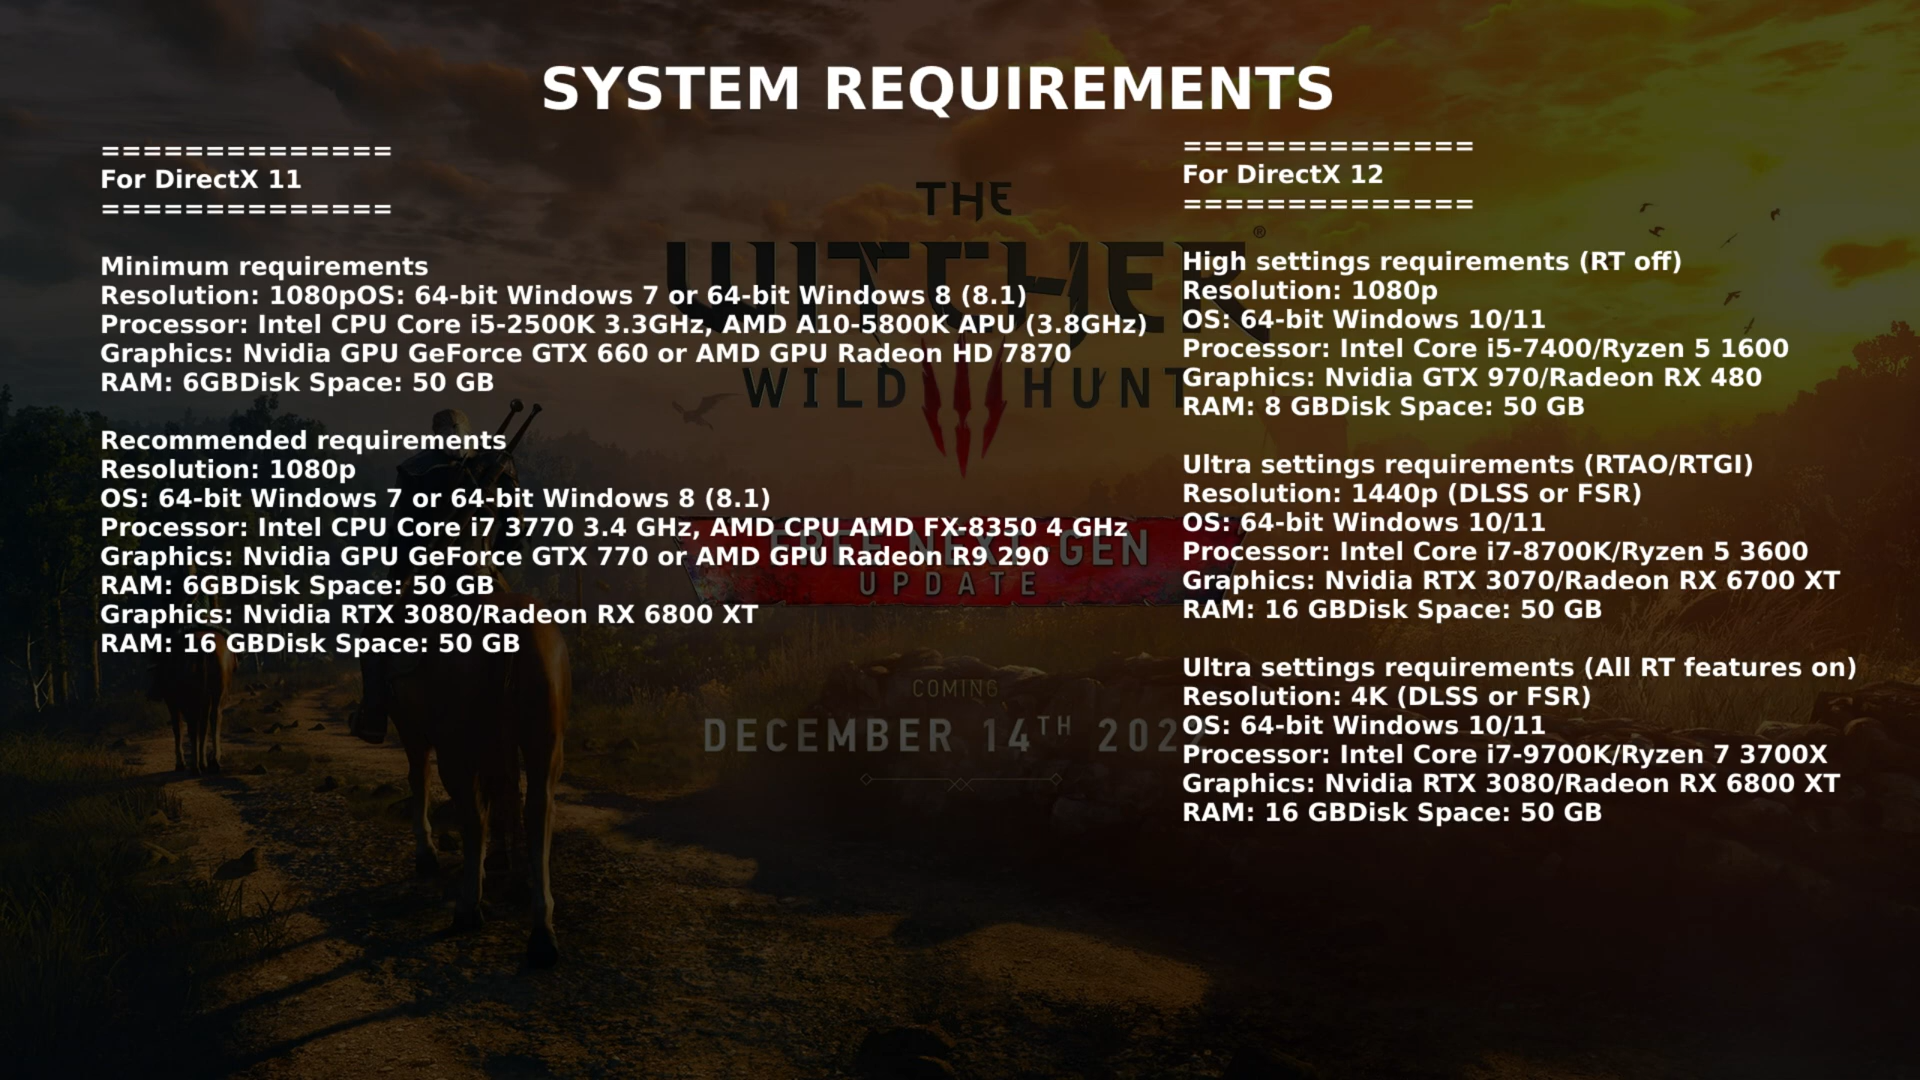 SYSTEM REQUIREMENTS
==============
For DirectX 11
==============
Minimum requirements
Resolution: 1080pOS: 64-bit Windows 7 or 64-bit Windows 8 (8.1)
Processor: Intel CPU Core i5-2500K 3.3GHz, AMD A10-5800K APU (3.8GHz)
Graphics: Nvidia GPU GeForce GTX 660 or AMD GPU Radeon HD 7870
RAM: 6GBDisk Space: 50 GB
Recommended requirements
Resolution: 1080p
OS: 64-bit Windows 7 or 64-bit Windows 8 (8.1)
Processor: Intel CPU Core i7 3770 3.4 GHz, AMD CPU AMD FX-8350 4 GHz
Graphics: Nvidia GPU GeForce GTX 770 or AMD GPU Radeon R9 290
RAM: 6GBDisk Space: 50 GB
Graphics: Nvidia RTX 3080/Radeon RX 6800 XT
RAM: 16 GBDisk Space: 50 GB
==============
For DirectX 12
==============
High settings requirements (RT off)
Resolution: 1080p
OS: 64-bit Windows 10/11
Processor: Intel Core i5-7400/Ryzen 5 1600
Graphics: Nvidia GTX 970/Radeon RX 480
RAM: 8 GBDisk Space: 50 GB
Ultra settings requirements (RTAO/RTGI)
Resolution: 1440p (DLSS or FSR)
OS: 64-bit Windows 10/11
Processor: Intel Core i7-8700K/Ryzen 5 3600
Graphics: Nvidia RTX 3070/Radeon RX 6700 XT
RAM: 16 GBDisk Space: 50 GB
Ultra settings requirements (All RT features on)
Resolution: 4K (DLSS or FSR)
OS: 64-bit Windows 10/11
Processor: Intel Core i7-9700K/Ryzen 7 3700X
Graphics: Nvidia RTX 3080/Radeon RX 6800 XT
RAM: 16 GBDisk Space: 50 GB
THE
WITCHER®
WILD HUNT
FREE NEXT GEN
UPDATE
COMING
DECEMBER 14TH 2022